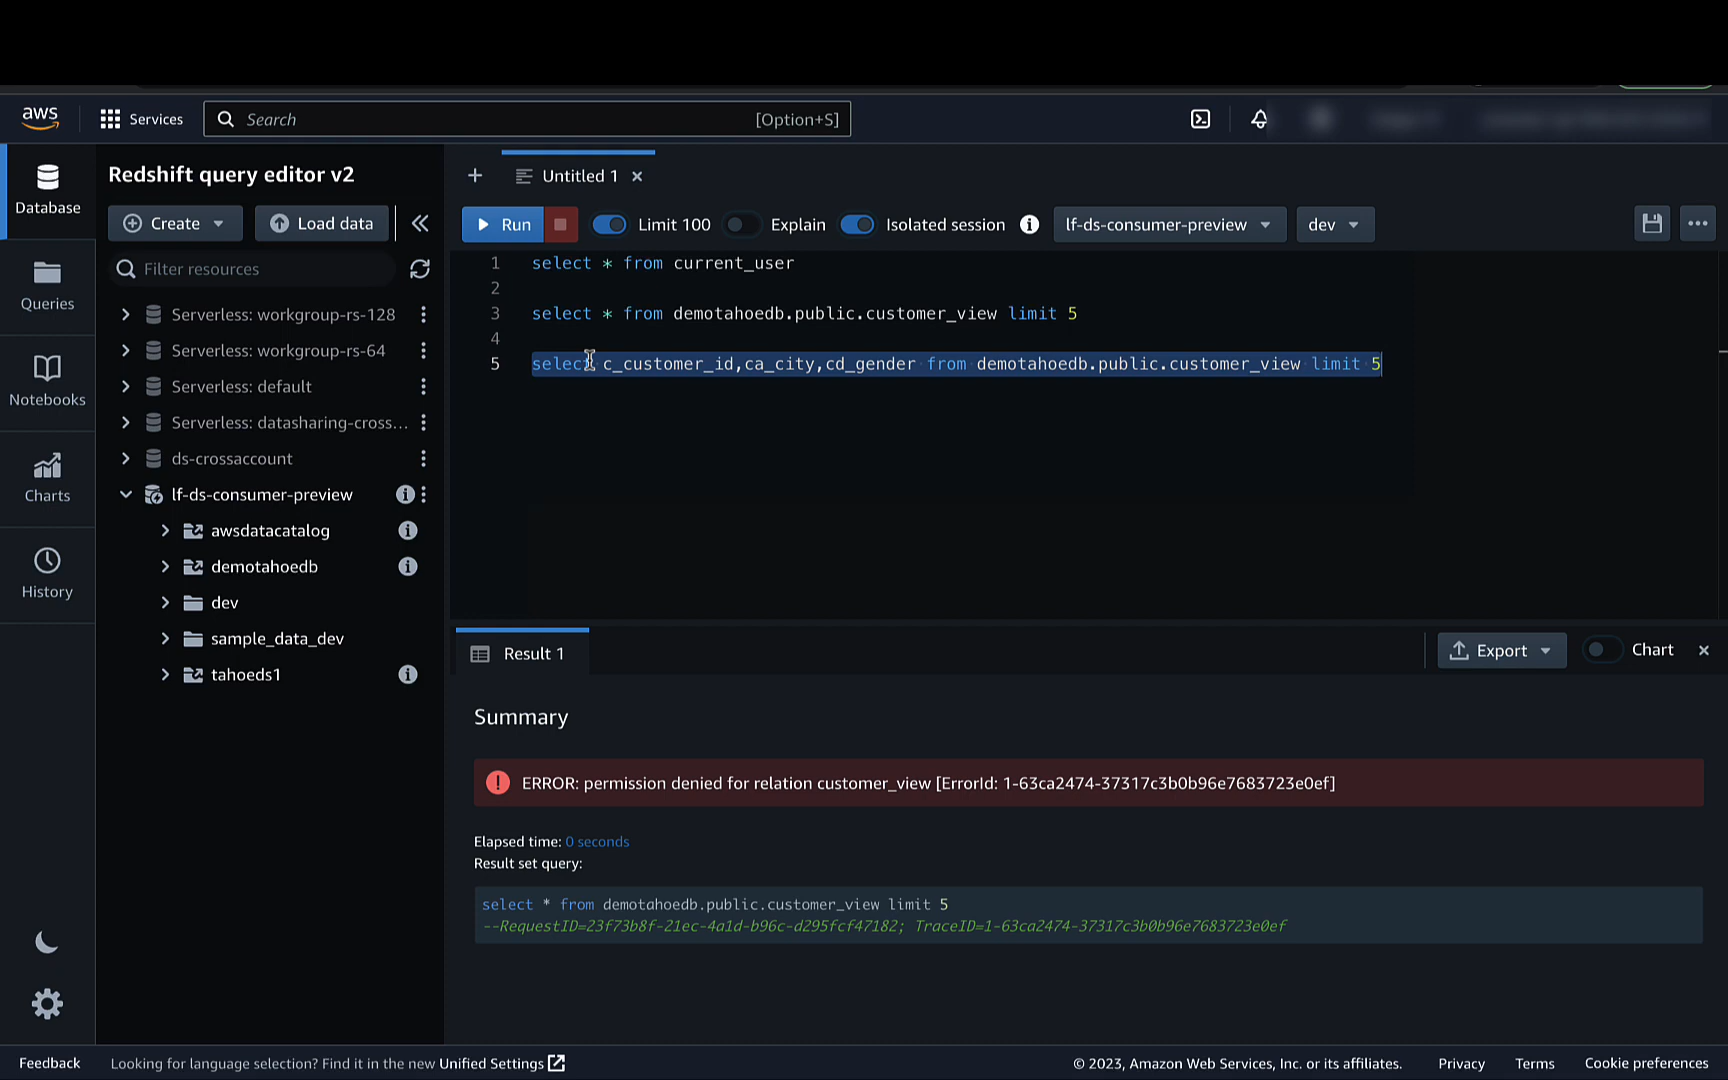 aws
Services
Search
[Option+S]
Redshift query editor v2
Create
Load data
Filter resources
Database
Queries
Notebooks
Charts
History
Serverless: workgroup-rs-128
Serverless: workgroup-rs-64
Serverless: default
Serverless: datasharing-cross...
ds-crossaccount
lf-ds-consumer-preview
awsdatacatalog
demotahoedb
dev
sample_data_dev
tahoeds1
Untitled 1
Run
Limit 100
Explain
Isolated session
lf-ds-consumer-preview
dev
1 select * from current_user
2
3 select * from demotahoedb.public.customer_view limit 5
4
5 select c_customer_id,ca_city,cd_gender from demotahoedb.public.customer_view limit 5
Result 1
Export
Chart
Summary
ERROR: permission denied for relation customer_view [ErrorId: 1-63ca2474-37317c3b0b96e7683723e0ef]
Elapsed time: 0 seconds
Result set query:
select * from demotahoedb.public.customer_view limit 5
--RequestID=23f73b8f-21ec-4a1d-b96c-d295fcf47182; TraceID=1-63ca2474-37317c3b0b96e7683723e0ef
Feedback
Looking for language selection? Find it in the new Unified Settings
© 2023, Amazon Web Services, Inc. or its affiliates.
Privacy
Terms
Cookie preferences